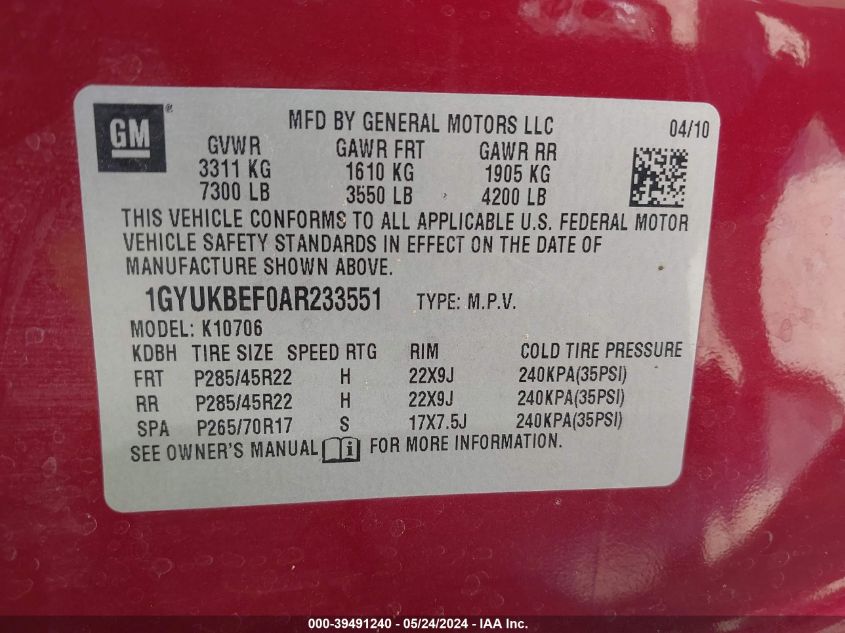 GM®
MFD BY GENERAL MOTORS LLC 04/10
GVWR GAWR FRT GAWR RR
3311 KG 1610 KG 1905 KG
7300 LB 3550 LB 4200 LB
THIS VEHICLE CONFORMS TO ALL APPLICABLE U.S. FEDERAL MOTOR
VEHICLE SAFETY STANDARDS IN EFFECT ON THE DATE OF
MANUFACTURE SHOWN ABOVE.
1GYUKBEF0AR233551 TYPE: M.P.V.
MODEL: K10706
KDBH TIRE SIZE SPEED RTG RIM COLD TIRE PRESSURE
FRT P285/45R22 H 22X9J 240KPA(35PSI)
RR P285/45R22 H 22X9J 240KPA(35PSI)
SPA P265/70R17 S 17X7.5J 240KPA(35PSI)
SEE OWNER'S MANUAL i FOR MORE INFORMATION.
000-39491240 - 05/24/2024 - IAA Inc.